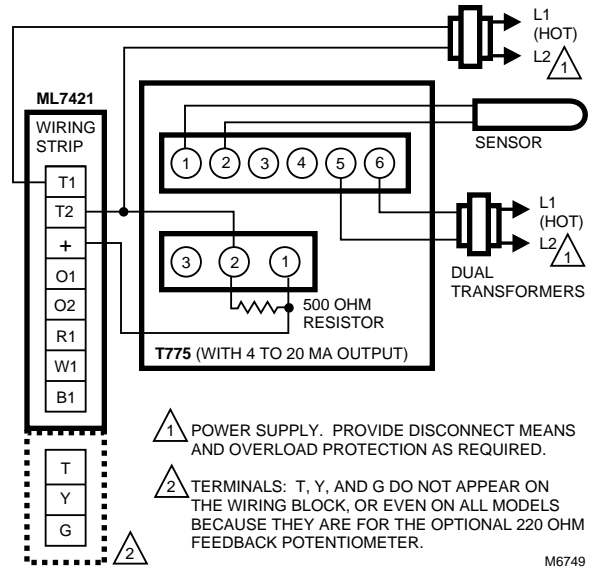 L1
(HOT)
L2
1
ML7421
WIRING
STRIP
T1
T2
+
O1
O2
R1
W1
B1
T
Y
G
2
1
2
3
4
5
6
SENSOR
L1
(HOT)
L2
1
DUAL
TRANSFORMERS
3
2
1
500 OHM
RESISTOR
T775 (WITH 4 TO 20 MA OUTPUT)
1 POWER SUPPLY. PROVIDE DISCONNECT MEANS
AND OVERLOAD PROTECTION AS REQUIRED.
2 TERMINALS: T, Y, AND G DO NOT APPEAR ON
THE WIRING BLOCK, OR EVEN ON ALL MODELS
BECAUSE THEY ARE FOR THE OPTIONAL 220 OHM
FEEDBACK POTENTIOMETER.
M6749